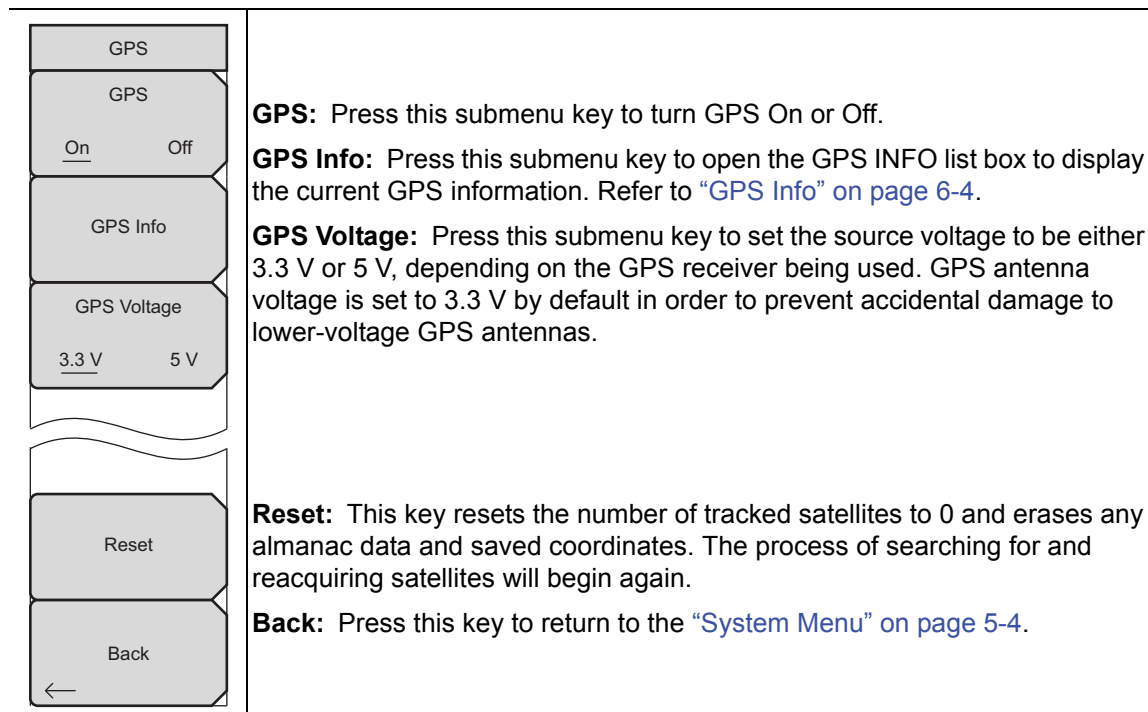 GPS
GPS
On Off
GPS Info
GPS Voltage
3.3 V 5 V
Reset
Back
GPS: Press this submenu key to turn GPS On or Off.
GPS Info: Press this submenu key to open the GPS INFO list box to display
the current GPS information. Refer to “GPS Info” on page 6-4.
GPS Voltage: Press this submenu key to set the source voltage to be either
3.3 V or 5 V, depending on the GPS receiver being used. GPS antenna
voltage is set to 3.3 V by default in order to prevent accidental damage to
lower-voltage GPS antennas.
Reset: This key resets the number of tracked satellites to 0 and erases any
almanac data and saved coordinates. The process of searching for and
reacquiring satellites will begin again.
Back: Press this key to return to the “System Menu” on page 5-4.